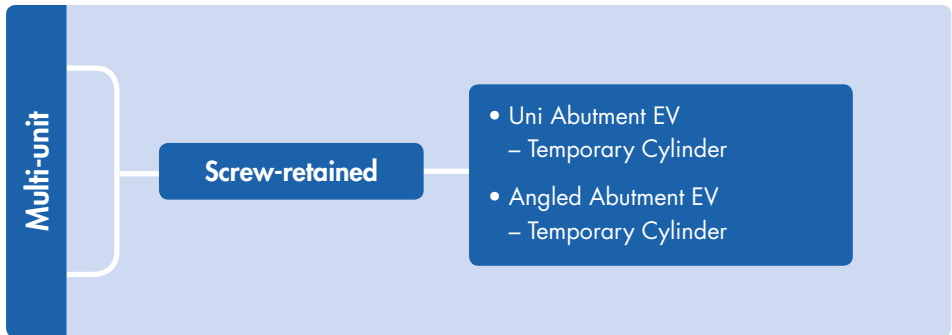 Multi-unit
Screw-retained
• Uni Abutment EV
– Temporary Cylinder
• Angled Abutment EV
– Temporary Cylinder